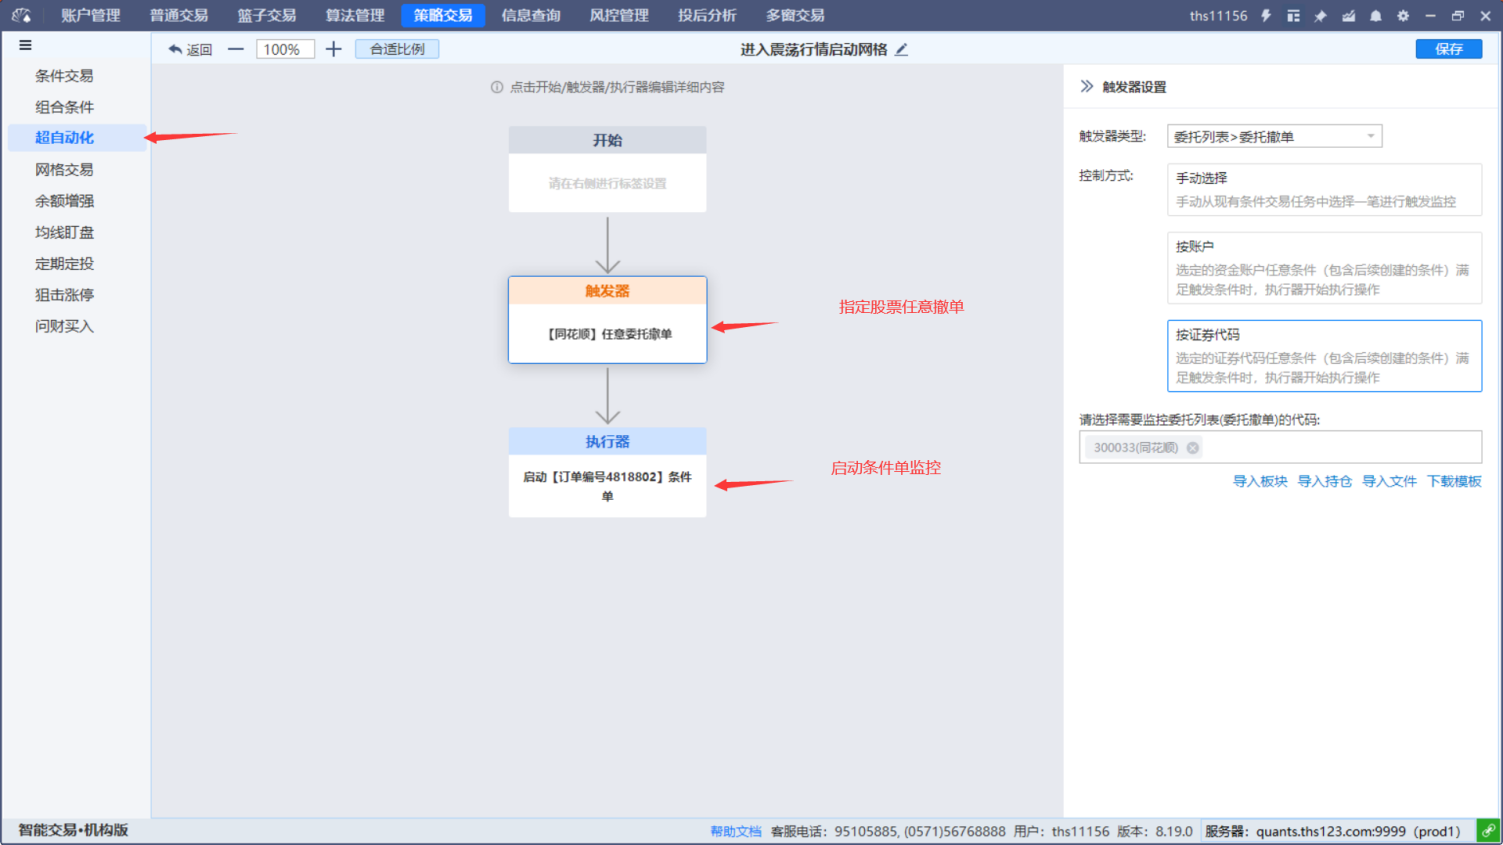 账户管理 普通交易 篮子交易 算法管理 策略交易 信息查询 风控管理 投后分析 多窗交易 ths11156
返回 100% 合适比例 进入震荡行情启动网格 保存
条件交易
组合条件
超自动化
网格交易
余额增强
均线盯盘
定期定投
狙击涨停
问财买入
点击开始/触发器/执行器编辑详细内容
开始
请在右侧进行标签设置
触发器
【同花顺】任意委托撤单
指定股票任意撤单
执行器
启动【订单编号4818802】条件
单
启动条件单监控
触发器设置
触发器类型: 委托列表>委托撤单
控制方式: 手动选择
手动从现有条件交易任务中选择一笔进行触发监控
按账户
选定的资金账户任意条件（包含后续创建的条件）满
足触发条件时，执行器开始执行操作
按证券代码
选定的证券代码任意条件（包含后续创建的条件）满
足触发条件时，执行器开始执行操作
请选择需要监控委托列表(委托撤单)的代码:
300033(同花顺)
导入板块 导入持仓 导入文件 下载模板
智能交易•机构版 帮助文档 客服电话：95105885, (0571)56768888 用户：ths11156 版本：8.19.0 服务器：quants.ths123.com:9999（prod1）